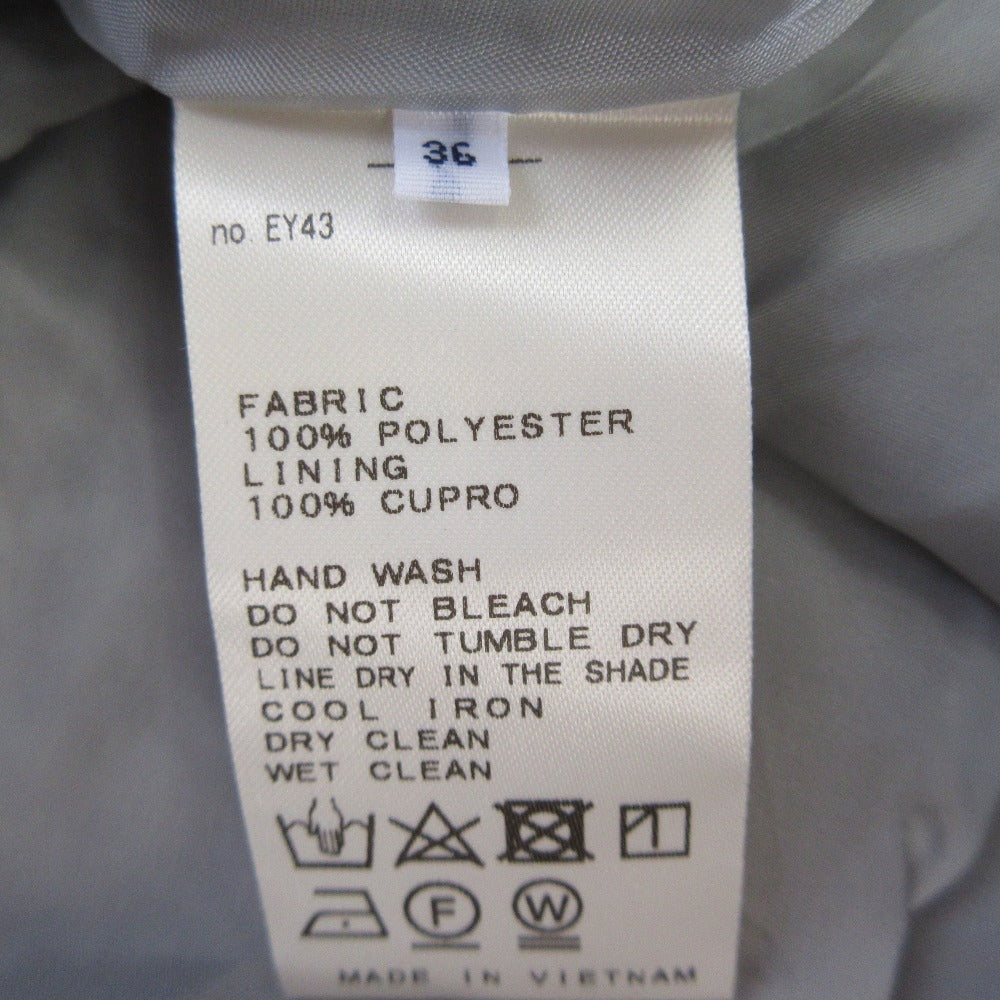 36
no. EY43
FABRIC
100% POLYESTER
LINING
100% CUPRO
HAND WASH
DO NOT BLEACH
DO NOT TUMBLE DRY
LINE DRY IN THE SHADE
COOL IRON
DRY CLEAN
WET CLEAN
F W
MADE IN VIETNAM